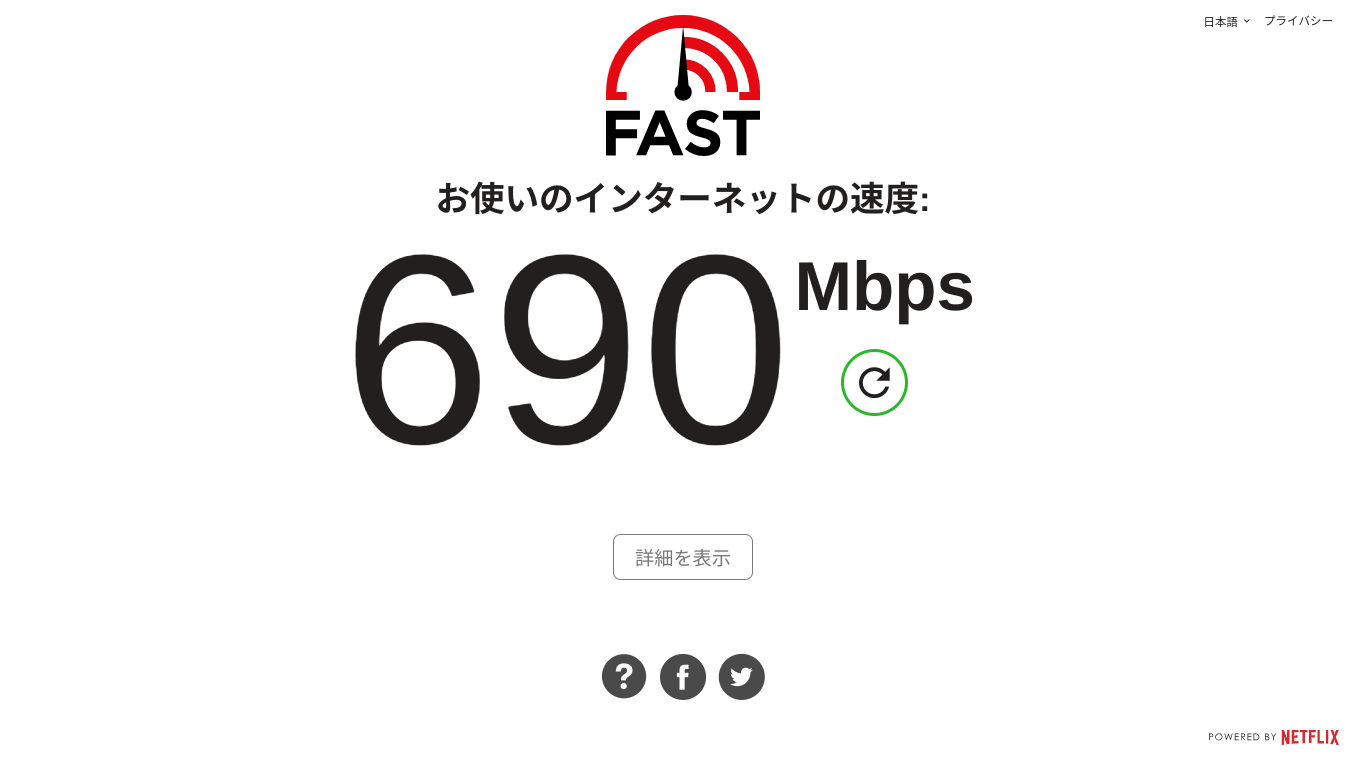 日本語
プライバシー
FAST
お使いのインターネットの速度:
690
Mbps
詳細を表示
?
f
POWERED BY NETFLIX